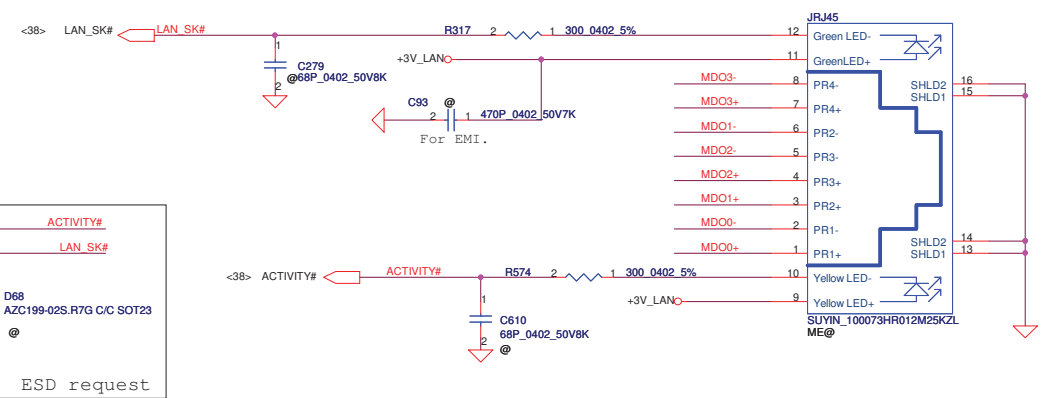 JRJ45
<38> LAN_SK# LAN_SK# R317 2 1 300_0402_5% 12 Green LED-
+3V_LAN 11 GreenLED+
1 C279
2 @68P_0402_50V8K
MDO3- 8 PR4- SHLD2 16
SHLD1 15
C93 @
2 1 470P_0402_50V7K
For EMI.
MDO3+ 7 PR4+
MDO1- 6 PR2-
MDO2- 5 PR3-
MDO2+ 4 PR3+
MDO1+ 3 PR2+
MDO0- 2 PR1-
MDO0+ 1 PR1+
SHLD2 14
SHLD1 13
ACTIVITY#
LAN_SK#
<38> ACTIVITY# ACTIVITY# R574 2 1 300_0402_5% 10 Yellow LED-
+3V_LAN 9 Yellow LED+
D68
AZC199-02S.R7G C/C SOT23
@
1 C610
68P_0402_50V8K
2 @
SUYIN_100073HR012M25KZL
ME@
ESD request